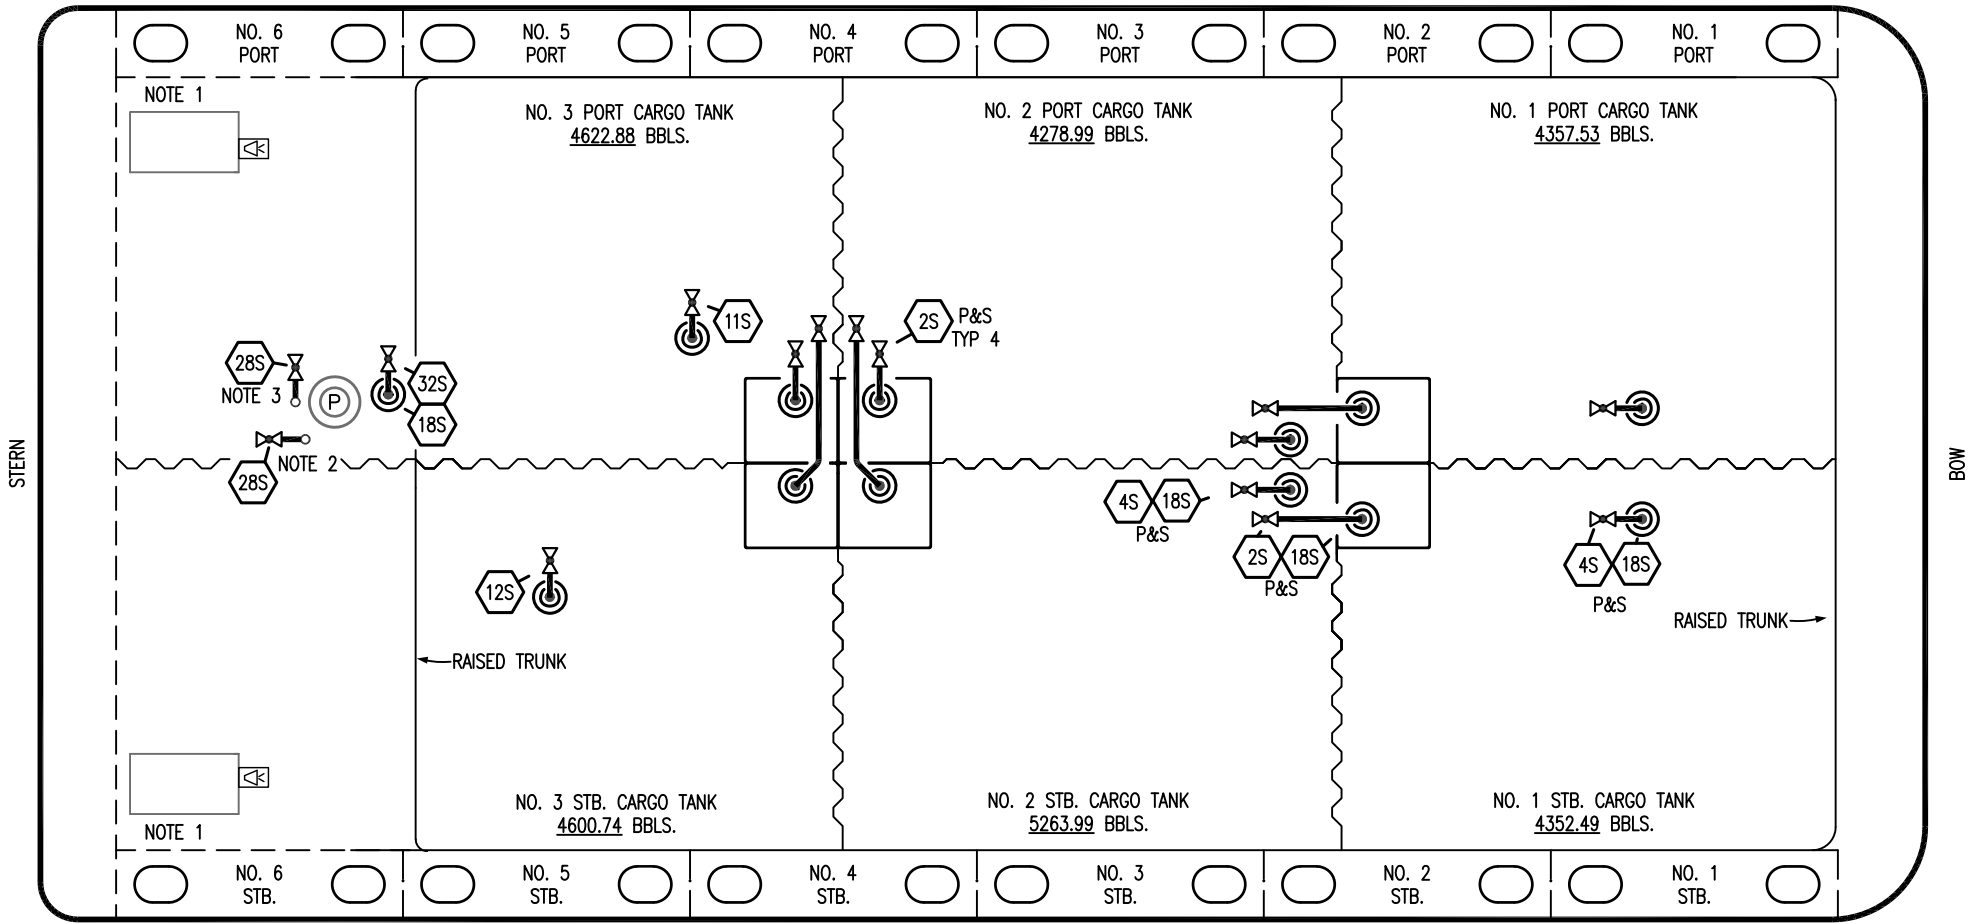 NO. 6
PORT
NO. 5
PORT
NO. 4
PORT
NO. 3
PORT
NO. 2
PORT
NO. 1
PORT
NOTE 1
NO. 3 PORT CARGO TANK
4622.88 BBLS.
NO. 2 PORT CARGO TANK
4278.99 BBLS.
NO. 1 PORT CARGO TANK
4357.53 BBLS.
11S
2S
P&S
TYP 4
28S
NOTE 3
P
32S
18S
28S
NOTE 2
STERN
BOW
4S
18S
P&S
2S
18S
P&S
4S
18S
P&S
12S
RAISED TRUNK
RAISED TRUNK
NO. 3 STB. CARGO TANK
4600.74 BBLS.
NO. 2 STB. CARGO TANK
5263.99 BBLS.
NO. 1 STB. CARGO TANK
4352.49 BBLS.
NOTE 1
NO. 6
STB.
NO. 5
STB.
NO. 4
STB.
NO. 3
STB.
NO. 2
STB.
NO. 1
STB.